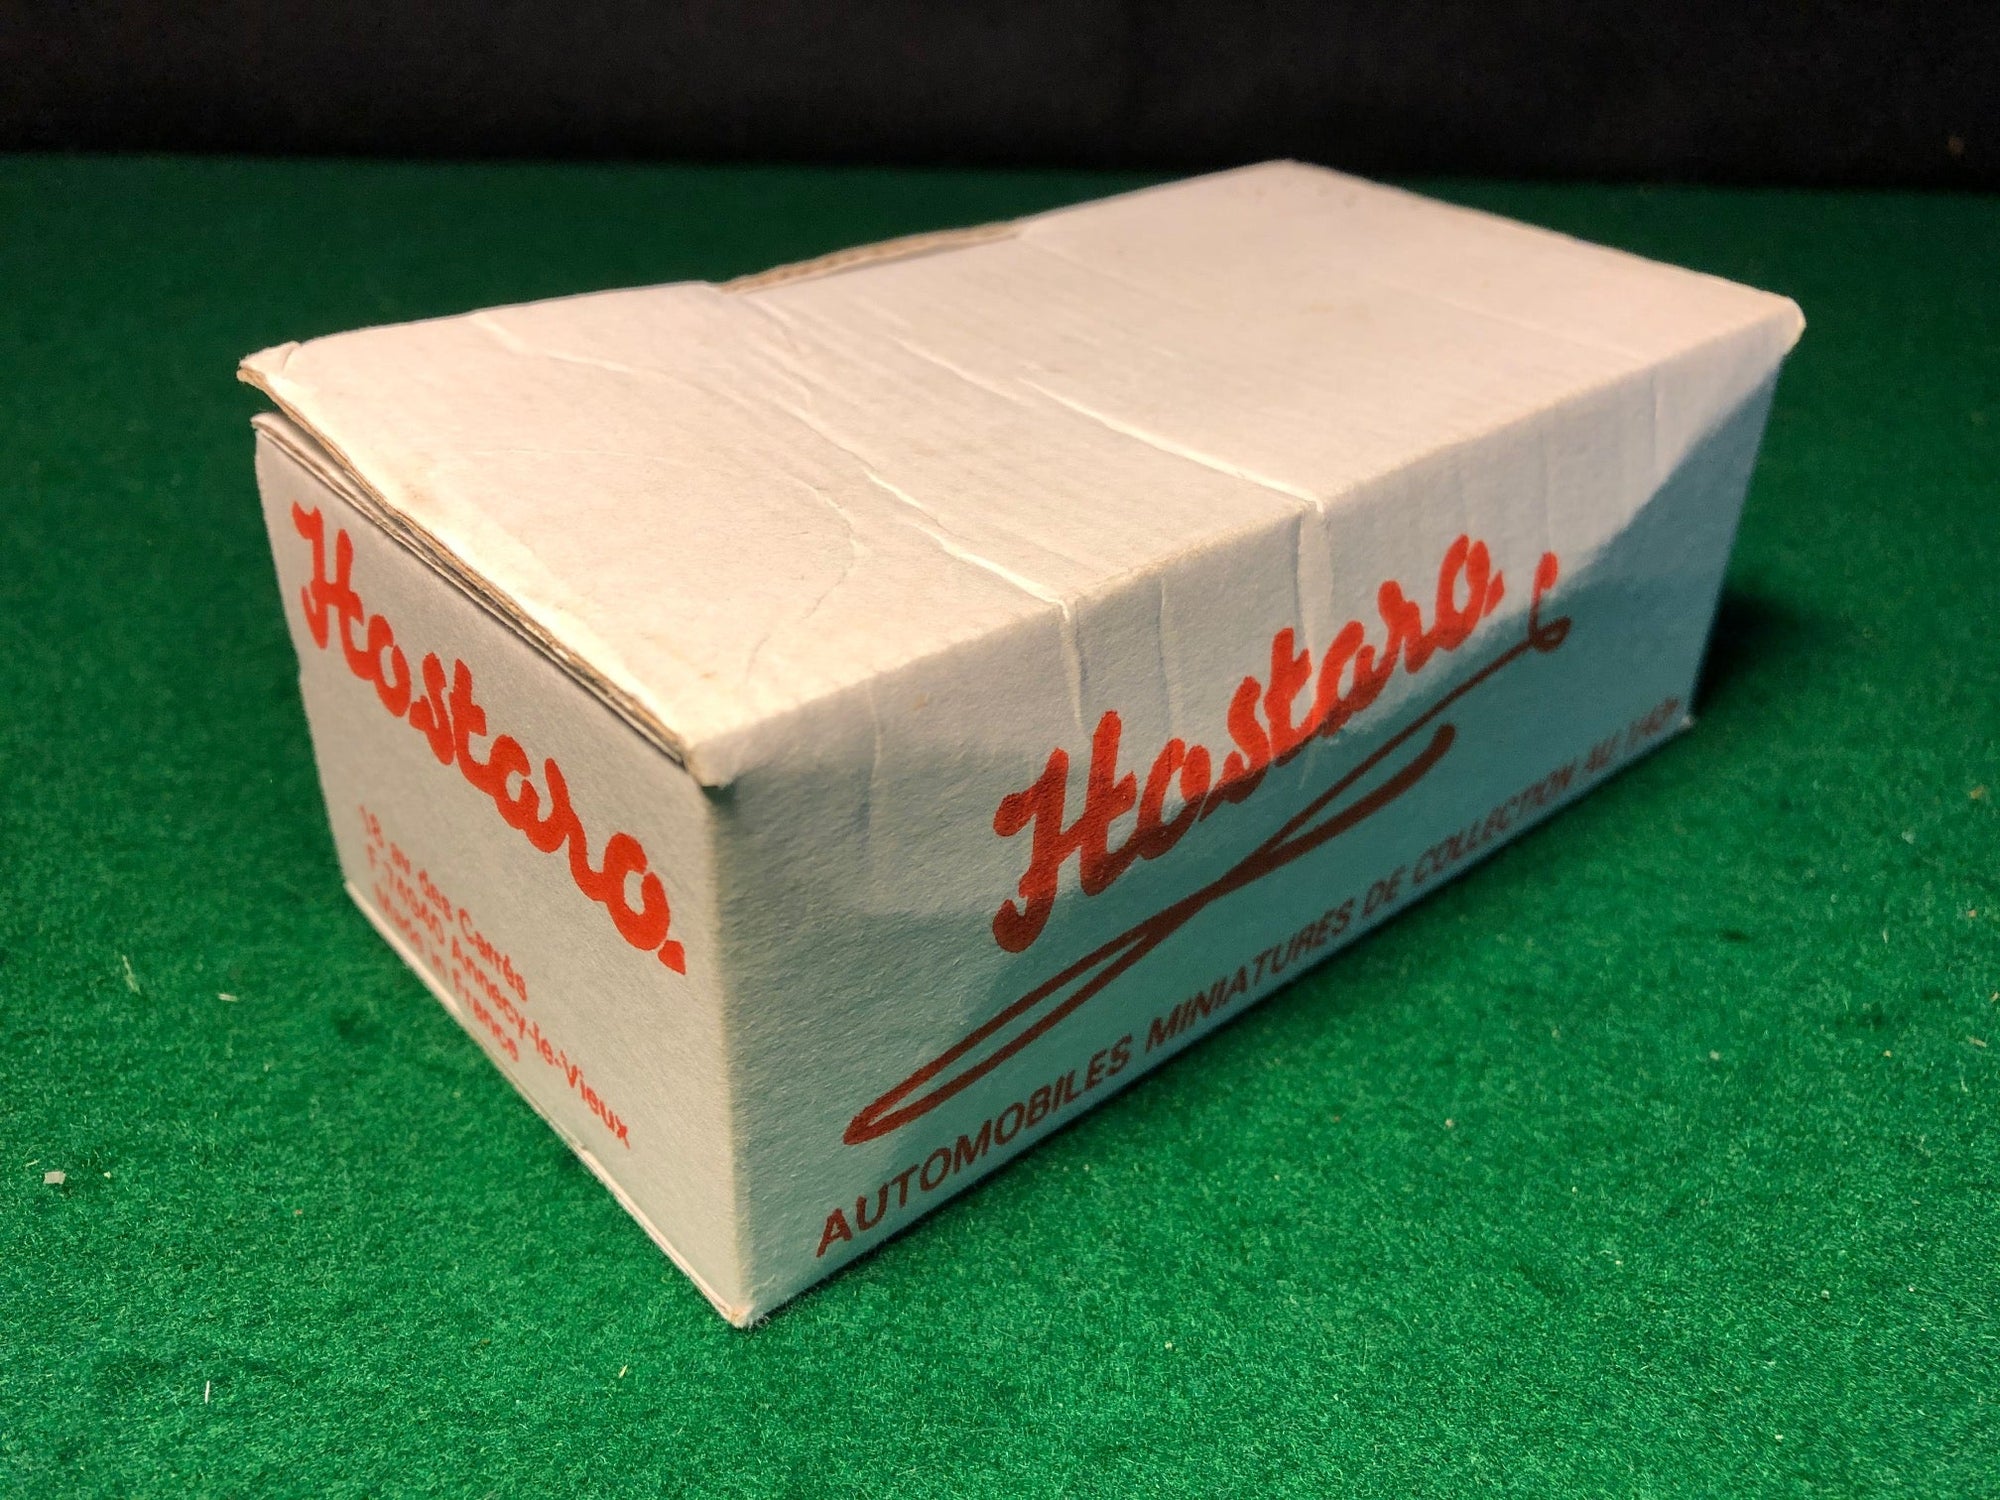 Hostaro.
18 av des Carrés
F-74940 Annecy-le-Vieux
Made in France
Hostaro.
AUTOMOBILES MINIATURES DE COLLECTION AU 1/43e